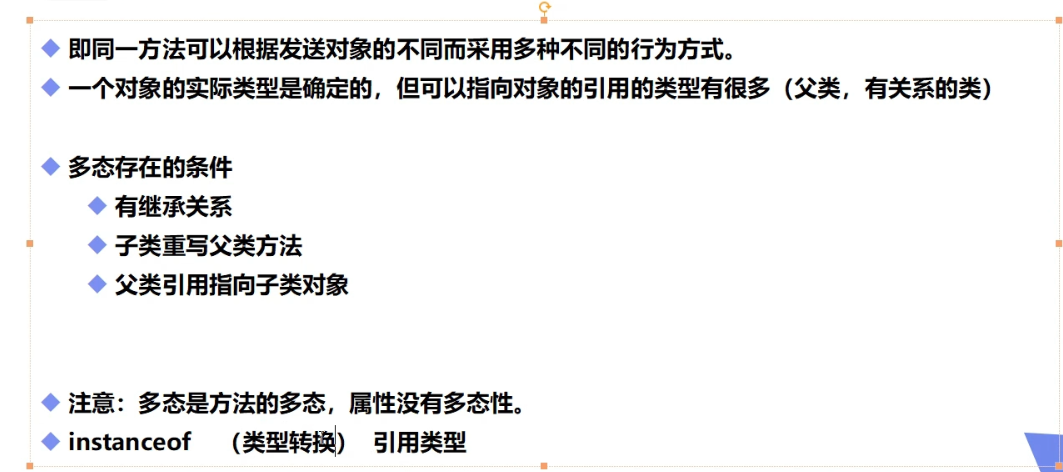 即同一方法可以根据发送对象的不同而采用多种不同的行为方式。
一个对象的实际类型是确定的，但可以指向对象的引用的类型有很多（父类，有关系的类）
多态存在的条件
有继承关系
子类重写父类方法
父类引用指向子类对象
注意：多态是方法的多态，属性没有多态性。
instanceof （类型转换） 引用类型